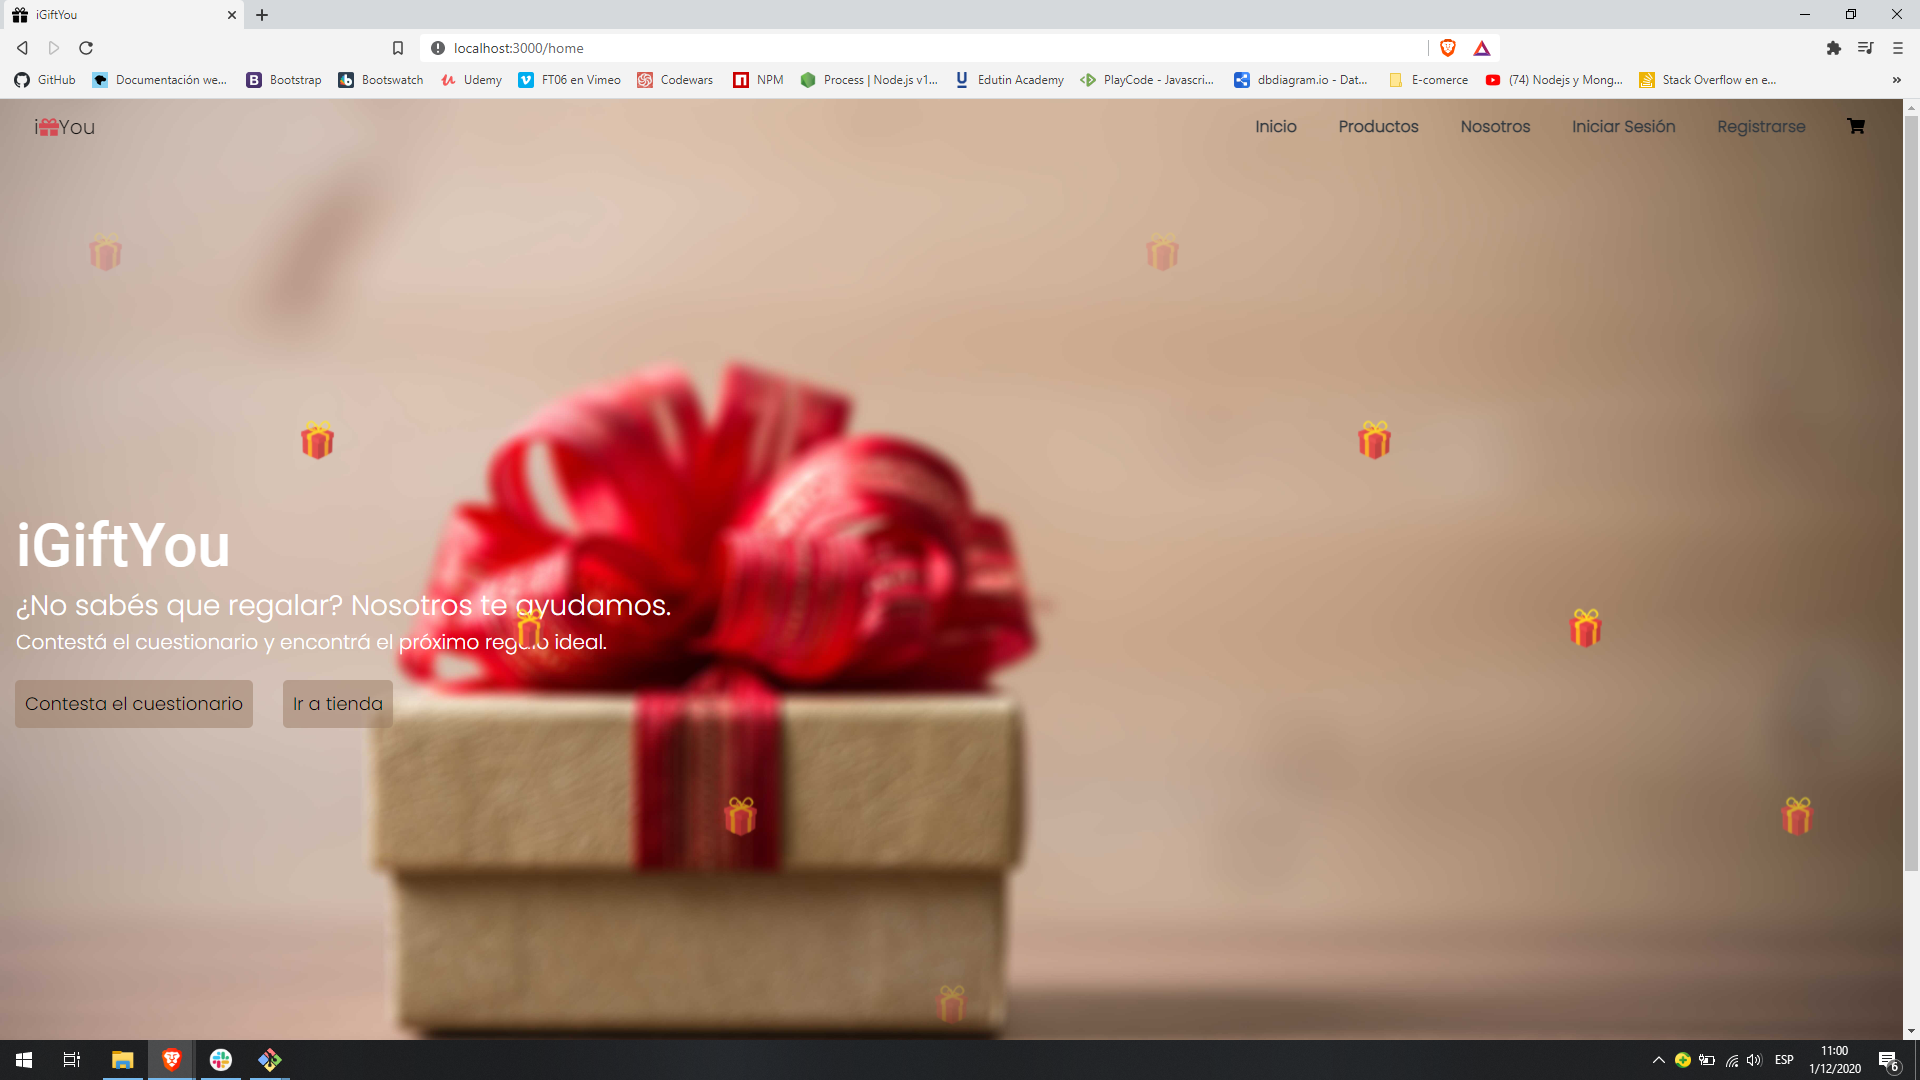 iGiftYou
localhost:3000/home
GitHub
Documentación we...
Bootstrap
Bootswatch
Udemy
FT06 en Vimeo
Codewars
NPM
Process | Node.js v1...
Edutin Academy
PlayCode - Javascri...
dbdiagram.io - Dat...
E-comerce
(74) Nodejs y Mong...
Stack Overflow en e...
»
i You
Inicio
Productos
Nosotros
Iniciar Sesión
Registrarse
iGiftYou
¿No sabés que regalar? Nosotros te ayudamos.
Contestá el cuestionario y encontrá el próximo regalo ideal.
Contesta el cuestionario
Ir a tienda
ESP
11:00
1/12/2020
6